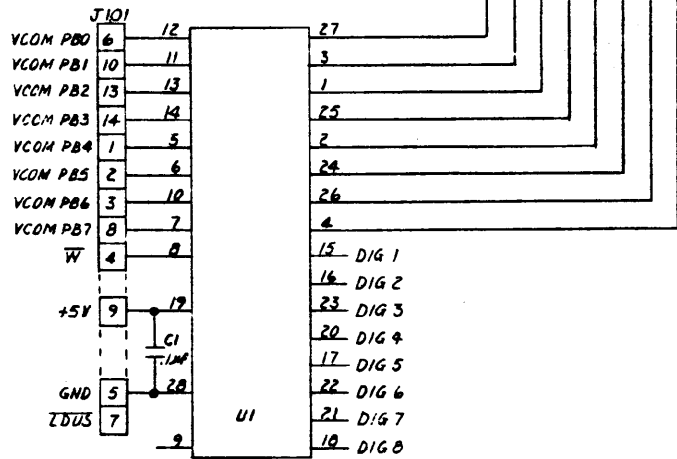 J101
VCOM PB0 6 12 27
VCOM PB1 10 11 3
VCOM PB2 13 13 1
VCOM PB3 14 14 25
VCOM PB4 1 5 2
VCOM PB5 2 6 24
VCOM PB6 3 10 26
VCOM PB7 8 7 4
W 4 8 15 DIG 1
16 DIG 2
+5V 9 19 23 DIG 3
20 DIG 4
C1
.1µf
17 DIG 5
GND 5 28 22 DIG 6
7 U1 21 DIG 7
9 18 DIG 8